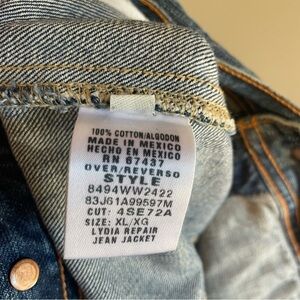 100% COTTON/ALGODON
MADE IN MEXICO
HECHO EN MEXICO
RN 67437
OVER/REVERSO
STYLE
8494WW2422
83J61A99597M
CUT: 4SE72A
SIZE: XL/XG
LYDIA REPAIR
JEAN JACKET